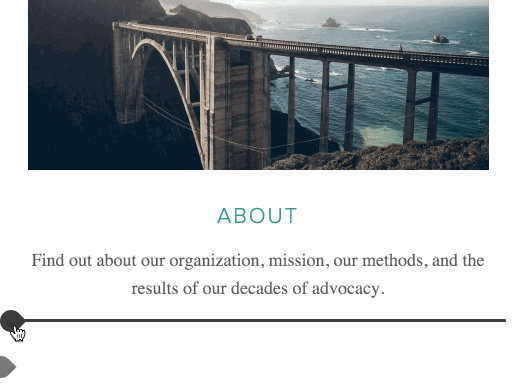 ABOUT
Find out about our organization, mission, our methods, and the
results of our decades of advocacy.